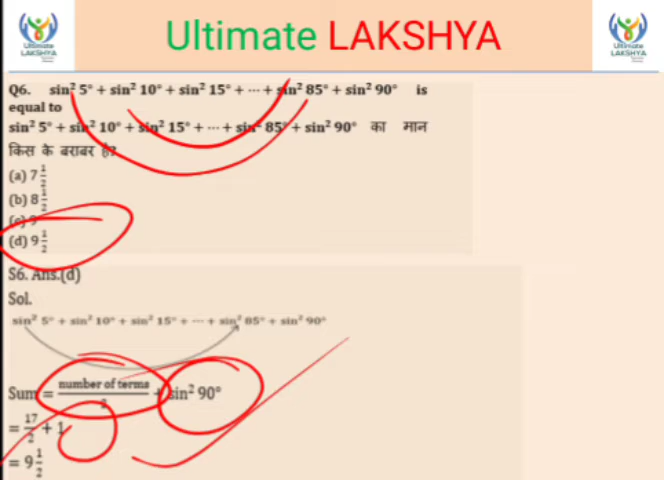 Ultimate
LAKSHYA
Ultimate LAKSHYA
Ultimate
LAKSHYA
Q6. sin² 5° + sin² 10° + sin² 15° + ⋯ + sin² 85° + sin² 90° is
equal to
sin² 5° + sin² 10° + sin² 15° + ⋯ + sin² 85° + sin² 90° का मान
किस के बराबर है?
(a) 7 1/2
(b) 8 1/2
(c) 9
(d) 9 1/2
S6. Ans.(d)
Sol.
sin² 5° + sin² 10° + sin² 15° + ⋯ + sin² 85° + sin² 90°
Sum = number of terms/2 + sin² 90°
= 17/2 + 1
= 9 1/2